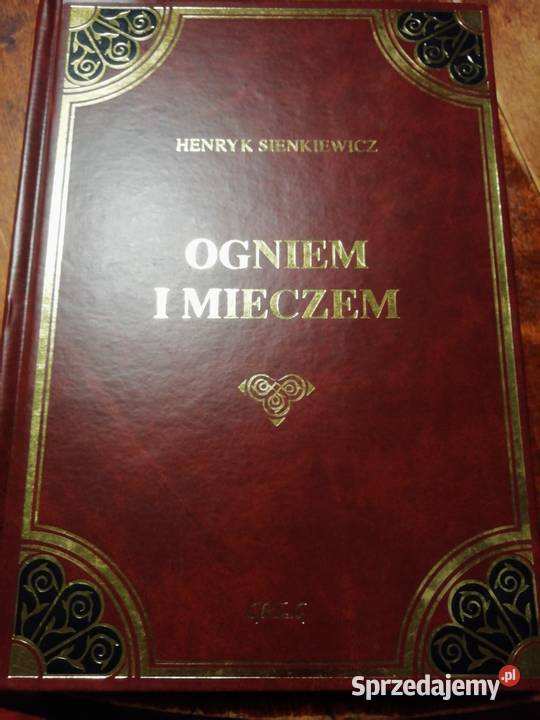 HENRYK SIENKIEWICZ
OGNIEM
I MIECZEM
Sprzedajemy.pl